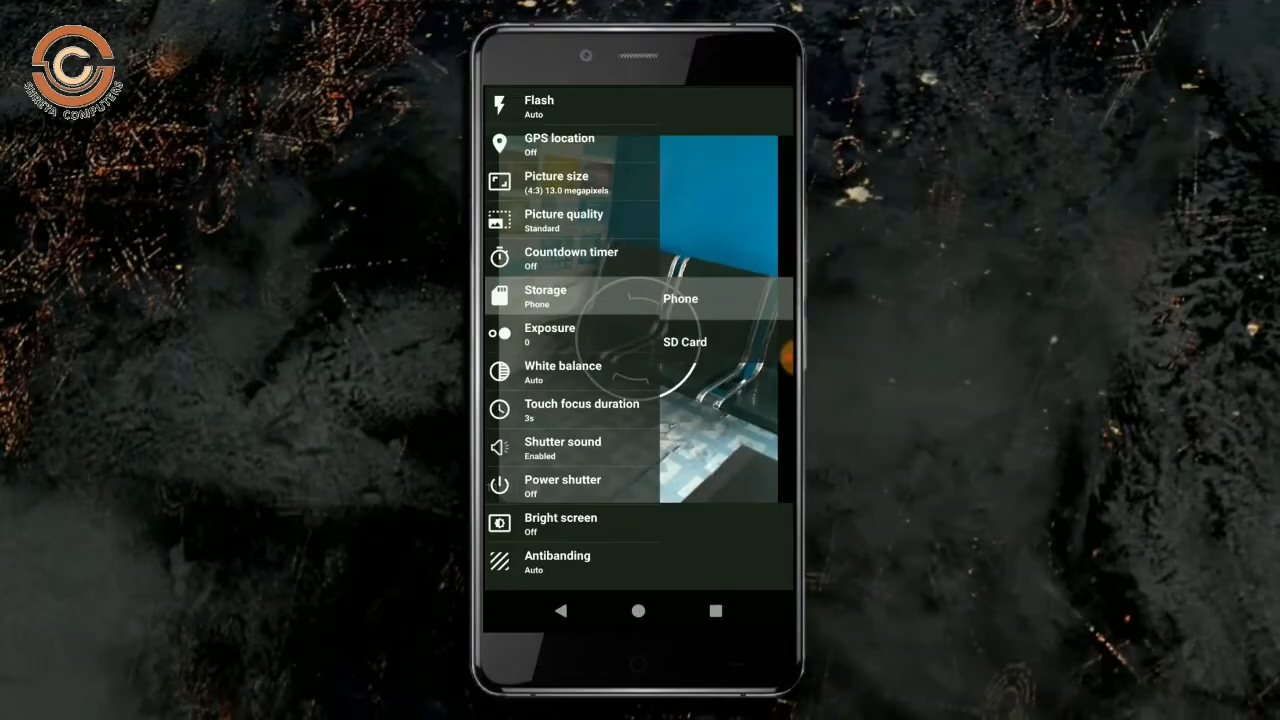 SHREYA COMPUTERS
Flash
Auto
GPS location
Off
Picture size
(4:3) 13.0 megapixels
Picture quality
Standard
Countdown timer
Off
Storage
Phone
Phone
SD Card
Exposure
0
White balance
Auto
Touch focus duration
3s
Shutter sound
Enabled
Power shutter
Off
Bright screen
Off
Antibanding
Auto